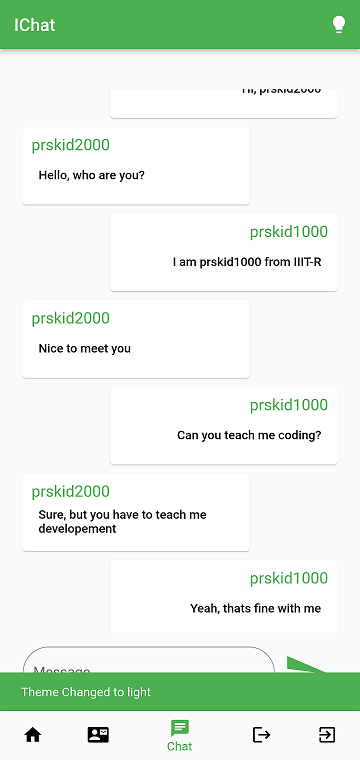 IChat
Hi, prskid2000
prskid2000
Hello, who are you?
prskid1000
I am prskid1000 from IIIT-R
prskid2000
Nice to meet you
prskid1000
Can you teach me coding?
prskid2000
Sure, but you have to teach me
developement
prskid1000
Yeah, thats fine with me
Message
Theme Changed to light
Chat